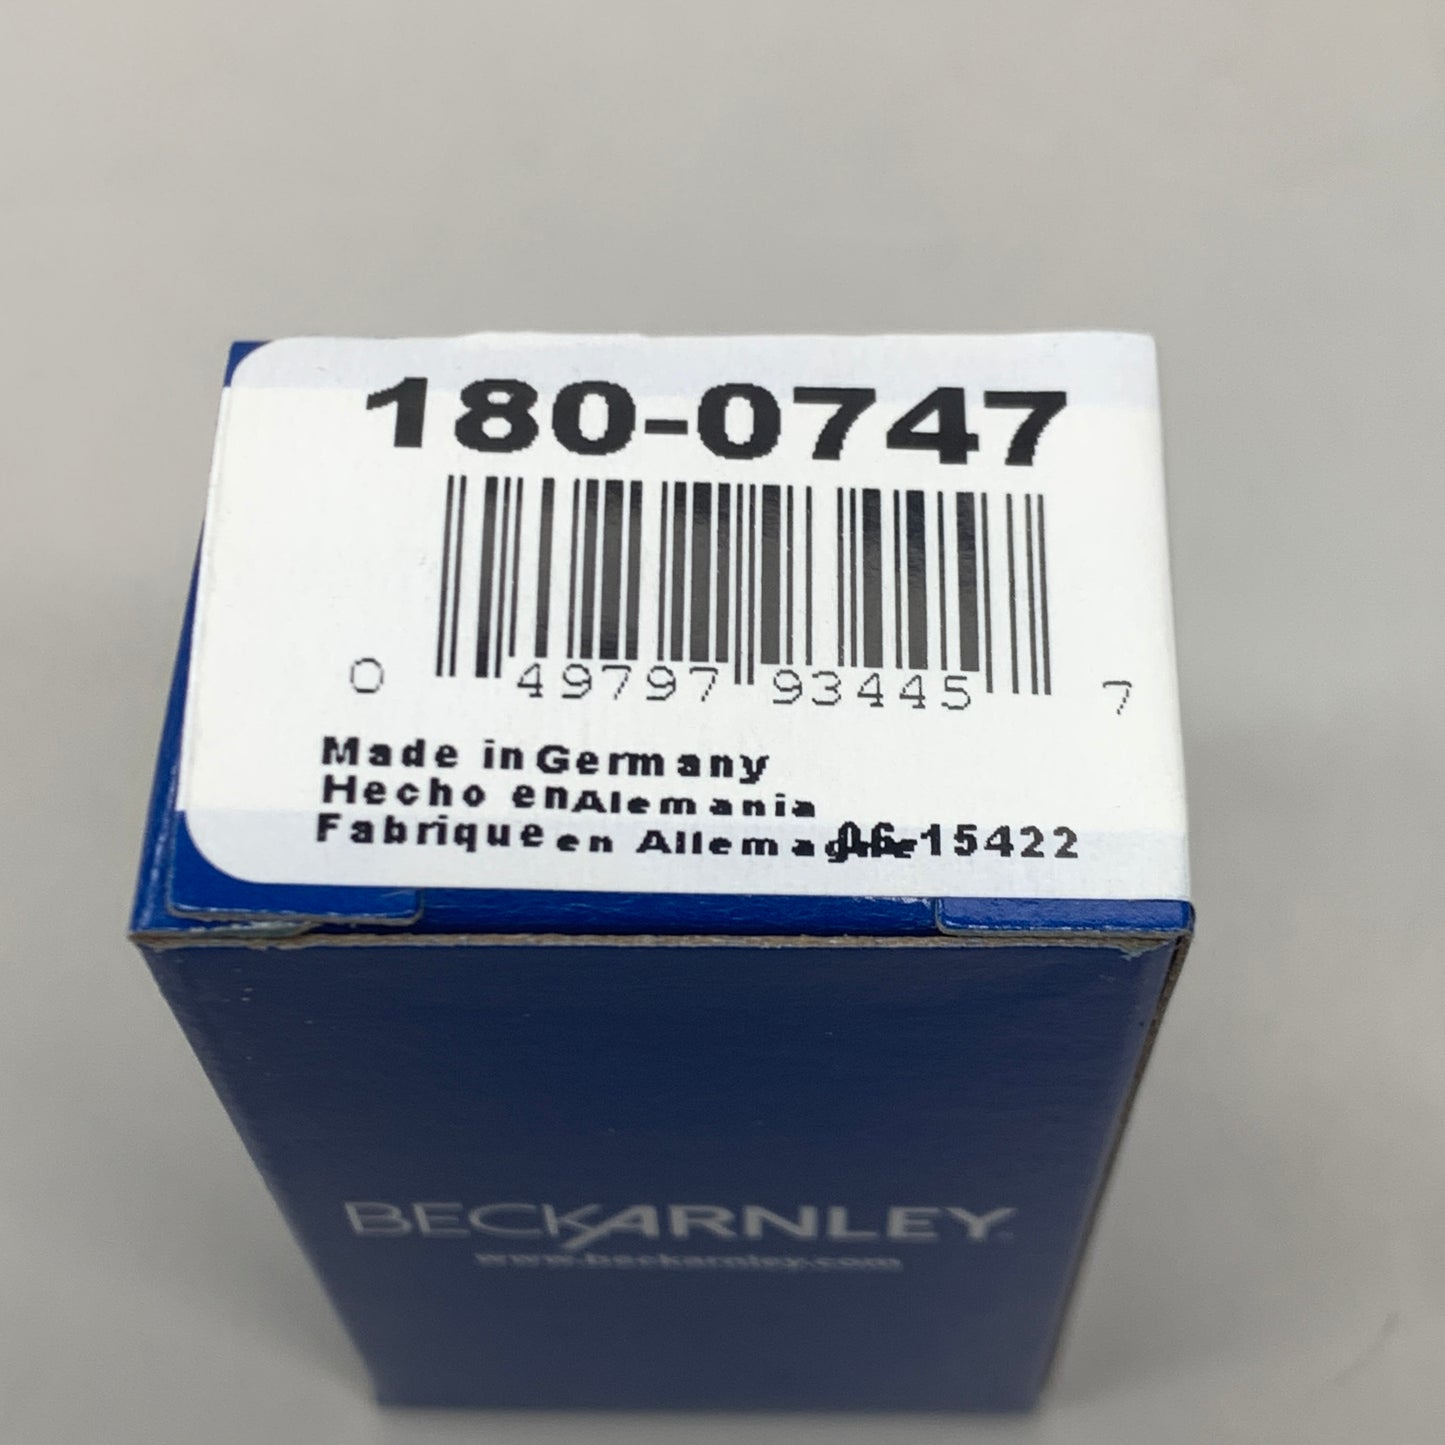 180-0747
0 49797 93445 7
Made in Germany
Hecho en Alemania
Fabrique en Allemagne 06-15422
BECKARNLEY
www.beckarnley.com